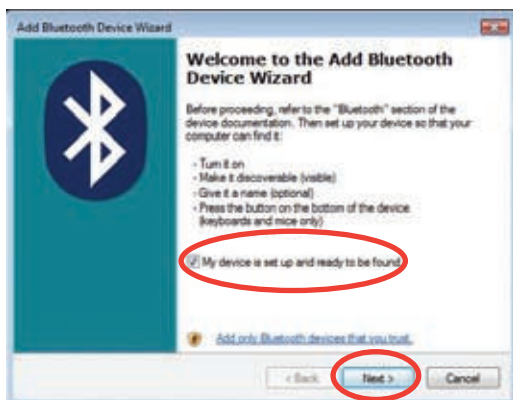 Add Bluetooth Device Wizard
Welcome to the Add Bluetooth
Device Wizard
Before proceeding, refer to the "Bluetooth" section of the
device documentation. Then set up your device so that your
computer can find it:
- Turn it on
- Make it discoverable (visible)
- Give it a name (optional)
- Press the button on the bottom of the device
(keyboards and mice only)
My device is set up and ready to be found.
Add only Bluetooth devices that you trust.
< Back
Next >
Cancel